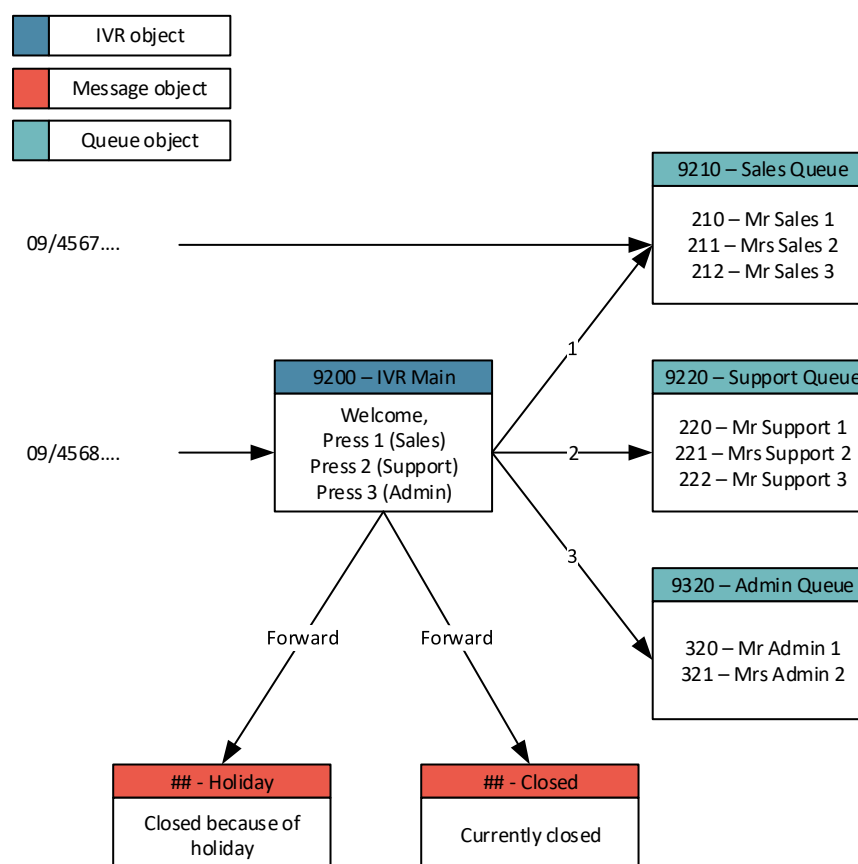 IVR object
Message object
Queue object
9210 – Sales Queue
210 – Mr Sales 1
211 – Mrs Sales 2
212 – Mr Sales 3
09/4567....
1
9200 – IVR Main
Welcome,
Press 1 (Sales)
Press 2 (Support)
Press 3 (Admin)
09/4568....
2
9220 – Support Queue
220 – Mr Support 1
221 – Mrs Support 2
222 – Mr Support 3
3
9320 – Admin Queue
320 – Mr Admin 1
321 – Mrs Admin 2
Forward
Forward
## - Holiday
Closed because of
holiday
## - Closed
Currently closed